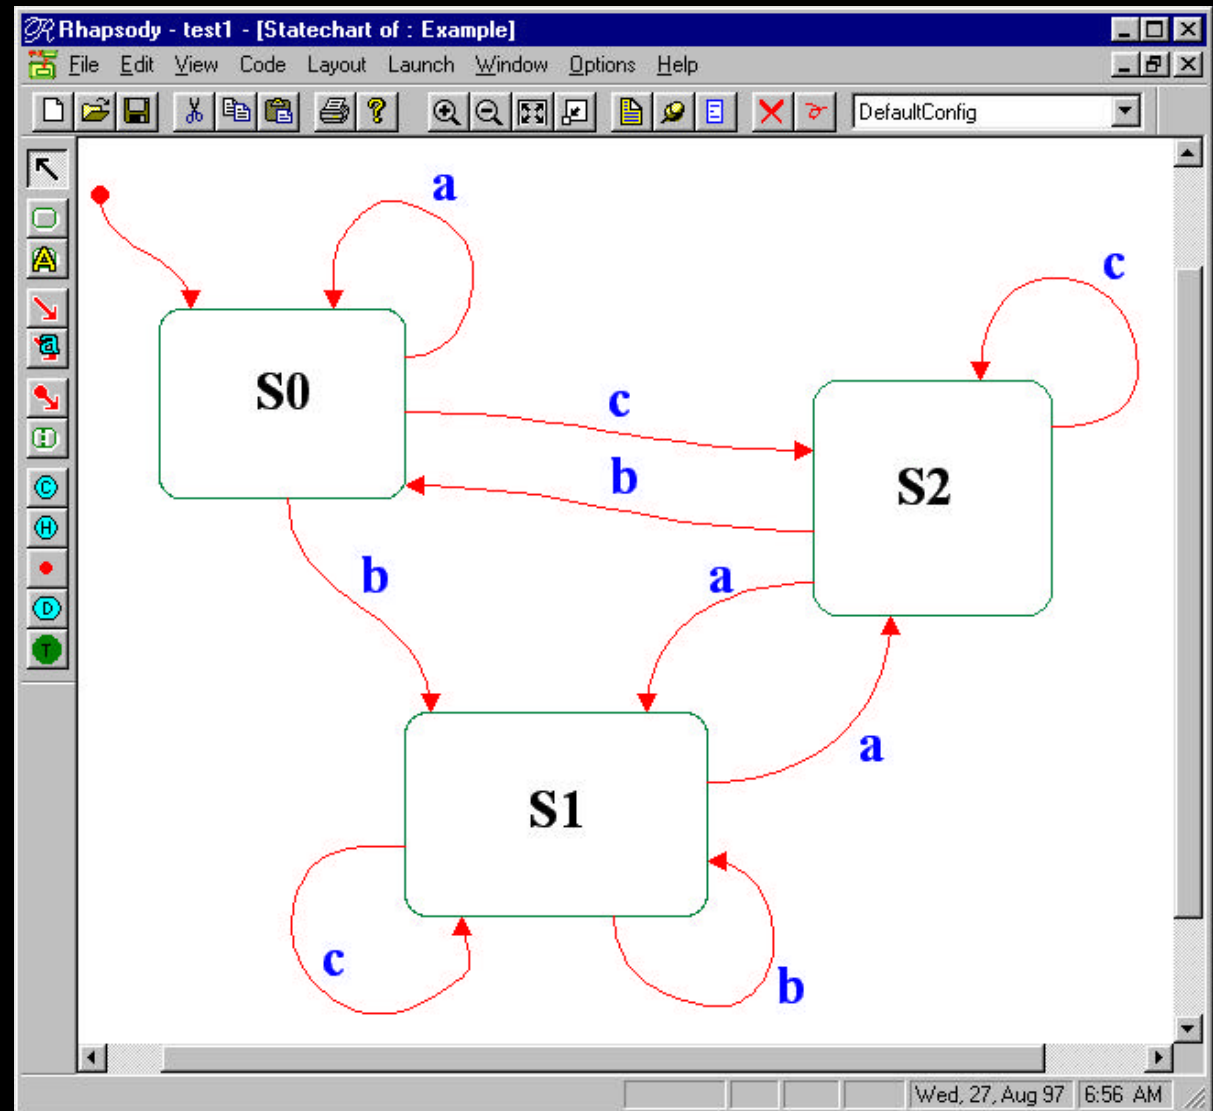 Rhapsody - test1 - [Statechart of : Example]
File Edit View Code Layout Launch Window Options Help
DefaultConfig
a
c
S0
c
b
S2
b
a
a
S1
c
b
A
a
H
C
H
D
T
Wed, 27, Aug 97 6:56 AM